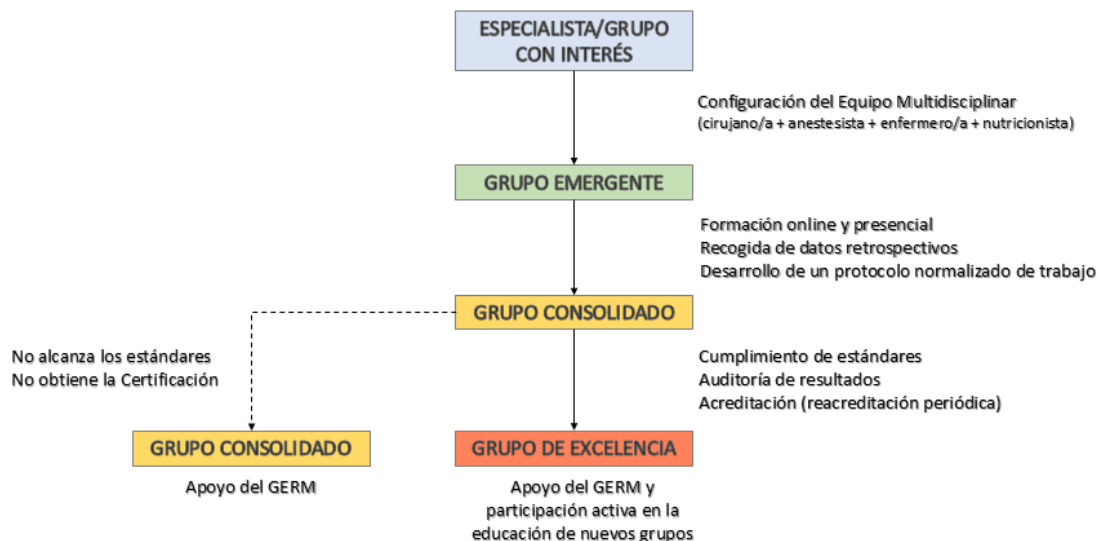 ESPECIALISTA/GRUPO
CON INTERÉS
Configuración del Equipo Multidisciplinar
(cirujano/a + anestesista + enfermero/a + nutricionista)
GRUPO EMERGENTE
Formación online y presencial
Recogida de datos retrospectivos
Desarrollo de un protocolo normalizado de trabajo
GRUPO CONSOLIDADO
No alcanza los estándares
No obtiene la Certificación
Cumplimiento de estándares
Auditoría de resultados
Acreditación (reacreditación periódica)
GRUPO CONSOLIDADO
Apoyo del GERM
GRUPO DE EXCELENCIA
Apoyo del GERM y
participación activa en la
educación de nuevos grupos